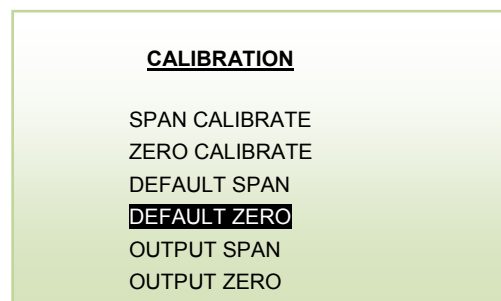 CALIBRATION
SPAN CALIBRATE
ZERO CALIBRATE
DEFAULT SPAN
DEFAULT ZERO
OUTPUT SPAN
OUTPUT ZERO